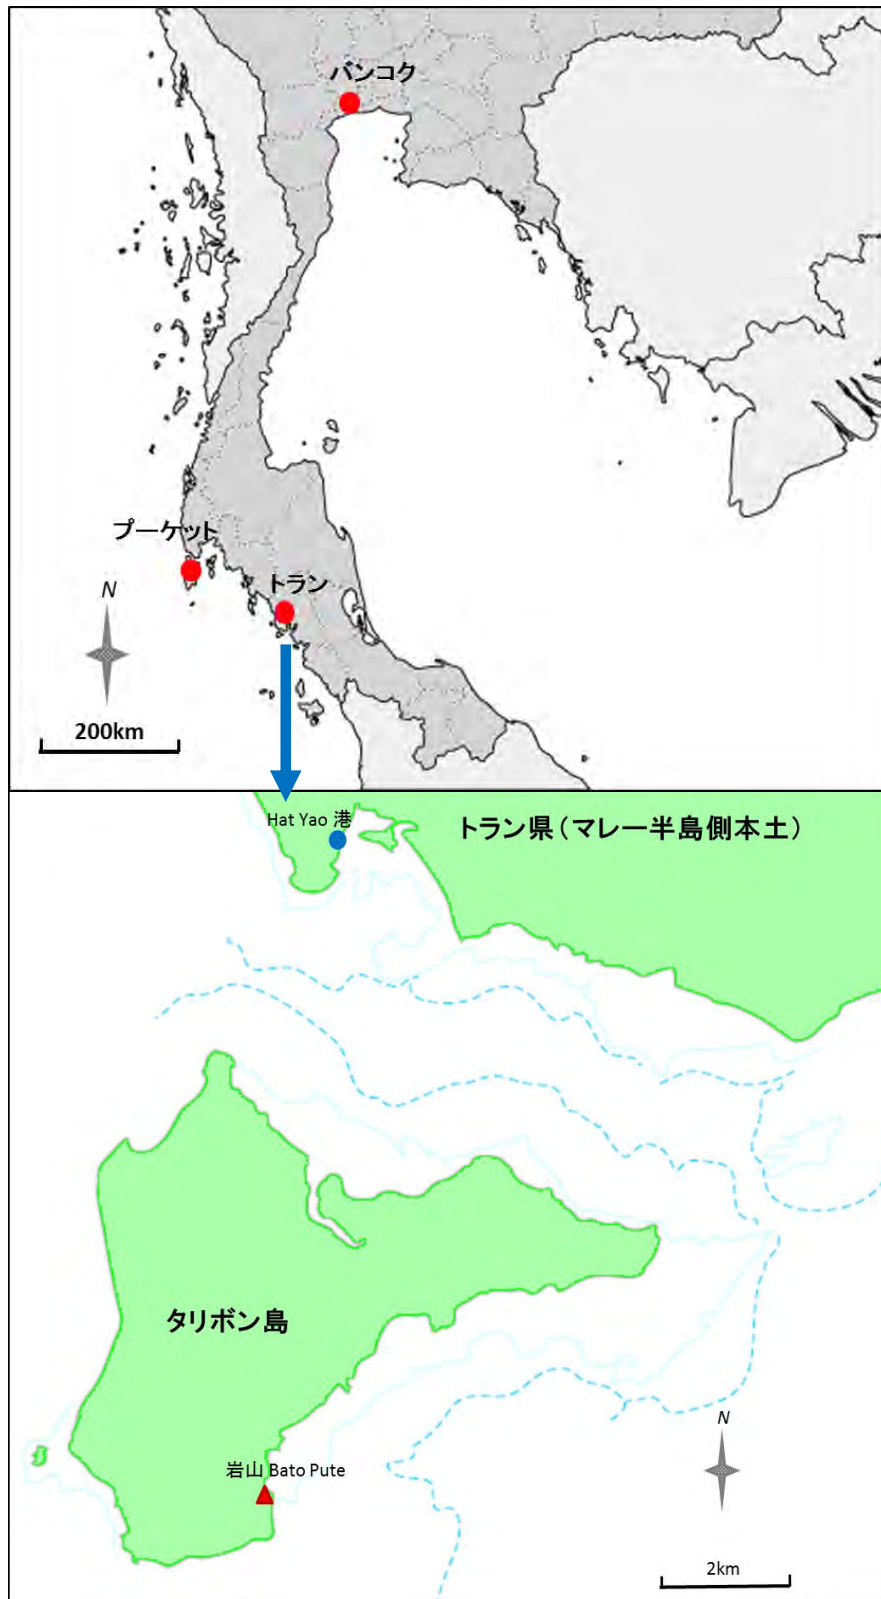 バンコク
プーケット
トラン
N
200km
Hat Yao 港
トラン県(マレー半島側本土)
タリボン島
N
岩山 Bato Pute
2km